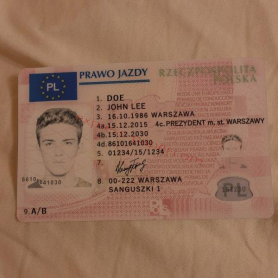 PRAWO JAZDY RZECZPOSPOLITA POLSKA
PL
1. DOE
2. JOHN LEE
3. 16.10.1986 WARSZAWA
4a.15.12.2015 4c.PREZYDENT m. st. WARSZAWY
4b.15.12.2030
4d.86101641030
5. 01234/15/1234
8 00-222 WARSZAWA
SANGUSZKI 1
9.A/B
PL